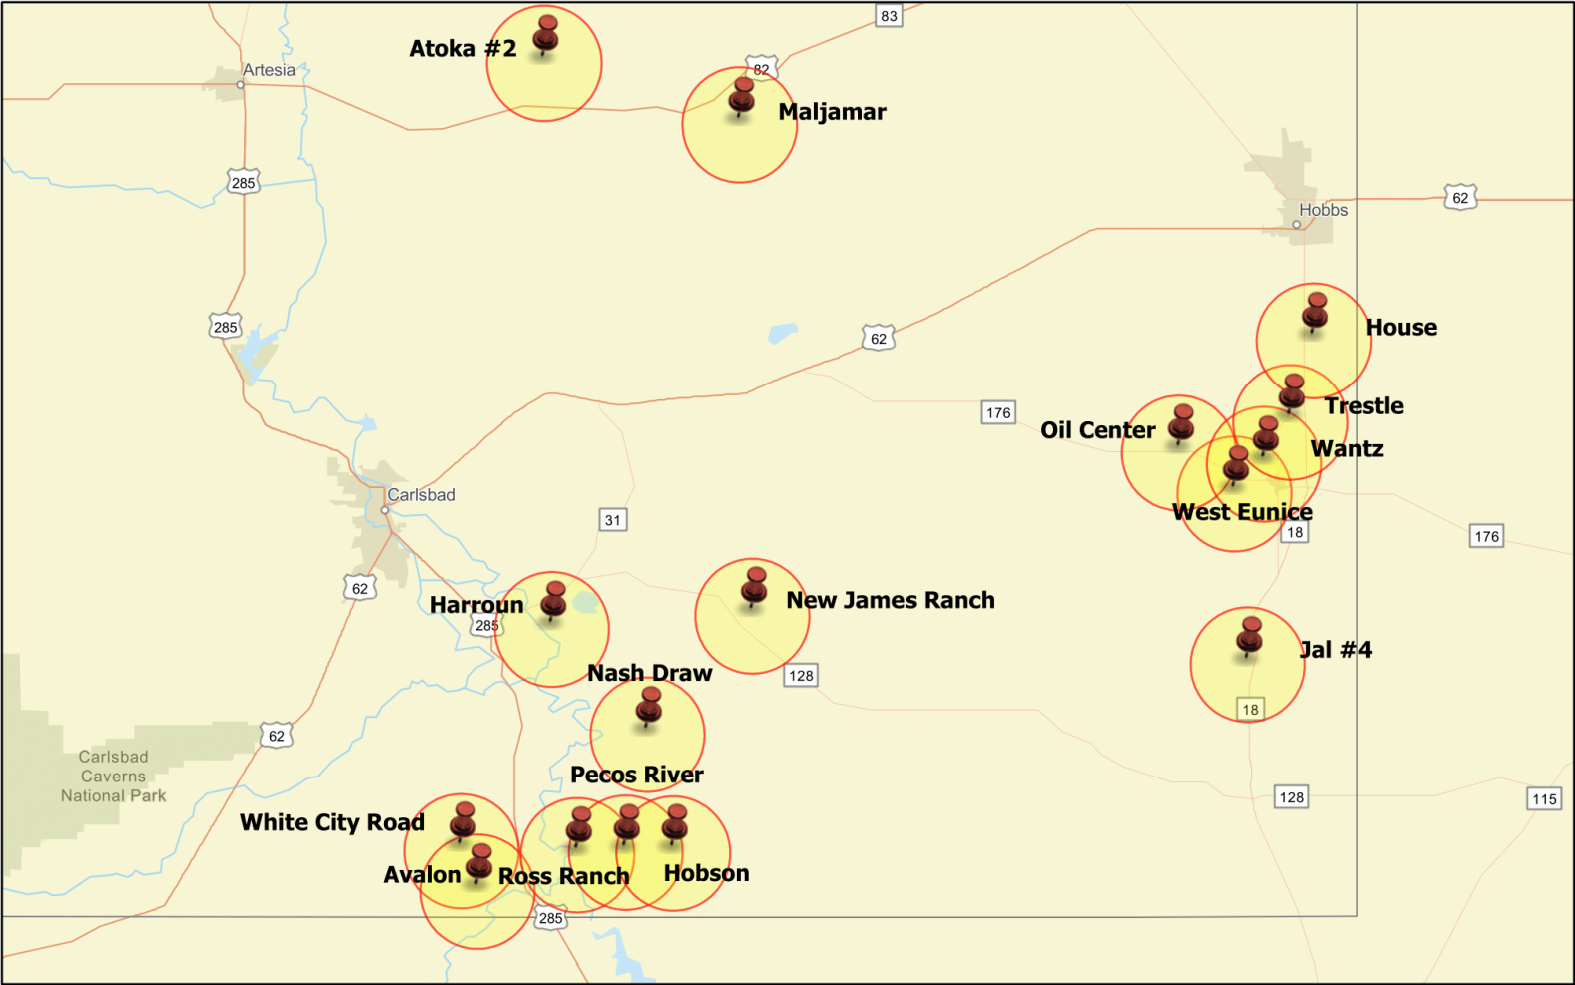 83
Atoka #2
Artesia
82
Maljamar
285
62
Hobbs
285
House
62
Trestle
176
Oil Center
Wantz
Carlsbad
West Eunice
31
18
176
62
New James Ranch
Harroun
285
Jal #4
Nash Draw
128
18
62
Carlsbad
Caverns
National Park
Pecos River
128
115
White City Road
Avalon
Ross Ranch
Hobson
285